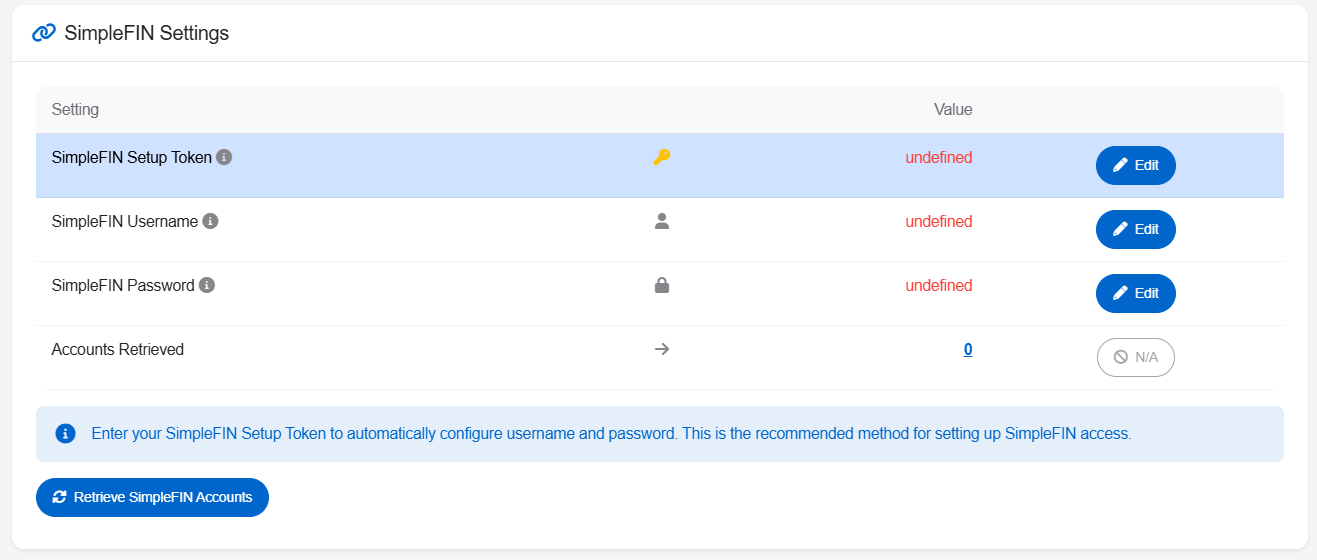 SimpleFIN Settings
Setting Value
SimpleFIN Setup Token undefined Edit
SimpleFIN Username undefined Edit
SimpleFIN Password undefined Edit
Accounts Retrieved 0 N/A
Enter your SimpleFIN Setup Token to automatically configure username and password. This is the recommended method for setting up SimpleFIN access.
Retrieve SimpleFIN Accounts